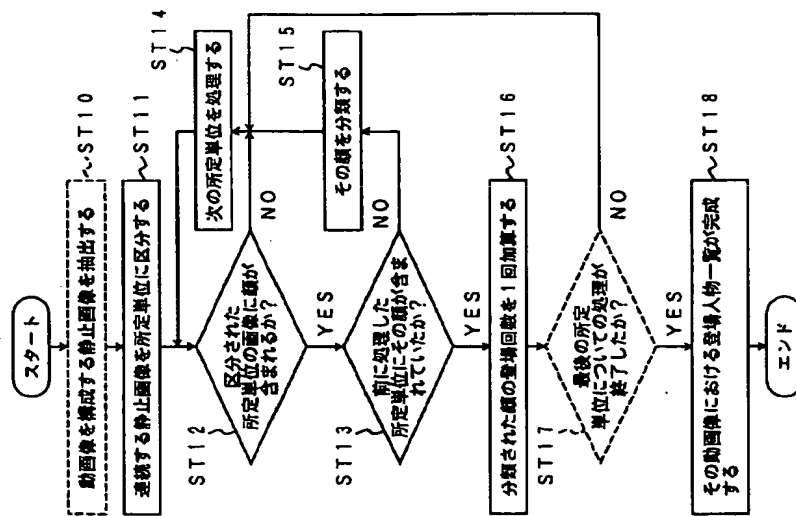 スタート
動画像を構成する静止画像を抽出する
ST10
連続する静止画像を所定単位に区分する
ST11
区分された
所定単位の画像に顔が
含まれるか?
ST12
NO
YES
次の所定単位を処理する
ST14
前に処理した
所定単位にその顔が含ま
れていたか?
ST13
NO
YES
その顔を分類する
ST15
分類された顔の登場回数を1回加算する
ST16
最後の所定
単位についての処理が
終了したか?
ST17
NO
YES
その動画像における登場人物一覧が完成
する
ST18
エンド